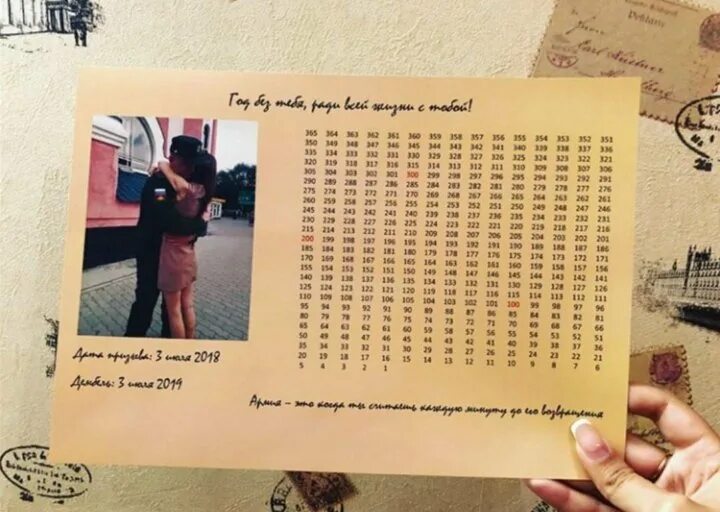 Год без тебя, ради всей жизни с тобой!
365 364 363 362 361 360 359 358 357 356 355 354 353 352 351
350 349 348 347 346 345 344 343 342 341 340 339 338 337 336
335 334 333 332 331 330 329 328 327 326 325 324 323 322 321
320 319 318 317 316 315 314 313 312 311 310 309 308 307 306
305 304 303 302 301 300 299 298 297 296 295 294 293 292 291
290 289 288 287 286 285 284 283 282 281 280 279 278 277 276
275 274 273 272 271 270 269 268 267 266 265 264 263 262 261
260 259 258 257 256 255 254 253 252 251 250 249 248 247 246
245 244 243 242 241 240 239 238 237 236 235 234 233 232 231
230 229 228 227 226 225 224 223 222 221 220 219 218 217 216
215 214 213 212 211 210 209 208 207 206 205 204 203 202 201
200 199 198 197 196 195 194 193 192 191 190 189 188 187 186
185 184 183 182 181 180 179 178 177 176 175 174 173 172 171
170 169 168 167 166 165 164 163 162 161 160 159 158 157 156
155 154 153 152 151 150 149 148 147 146 145 144 143 142 141
140 139 138 137 136 135 134 133 132 131 130 129 128 127 126
125 124 123 122 121 120 119 118 117 116 115 114 113 112 111
110 109 108 107 106 105 104 103 102 101 100 99 98 97 96
95 94 93 92 91 90 89 88 87 86 85 84 83 82 81
80 79 78 77 76 75 74 73 72 71 70 69 68 67 66
65 64 63 62 61 60 59 58 57 56 55 54 53 52 51
50 49 48 47 46 45 44 43 42 41 40 39 38 37 36
35 34 33 32 31 30 29 28 27 26 25 24 23 22 21
20 19 18 17 16 15 14 13 12 11 10 9 8 7 6
5 4 3 2 1
Дата призыва: 3 июля 2018
Дембель: 3 июля 2019
Армия – это когда ты считаешь каждую минуту до его возвращения